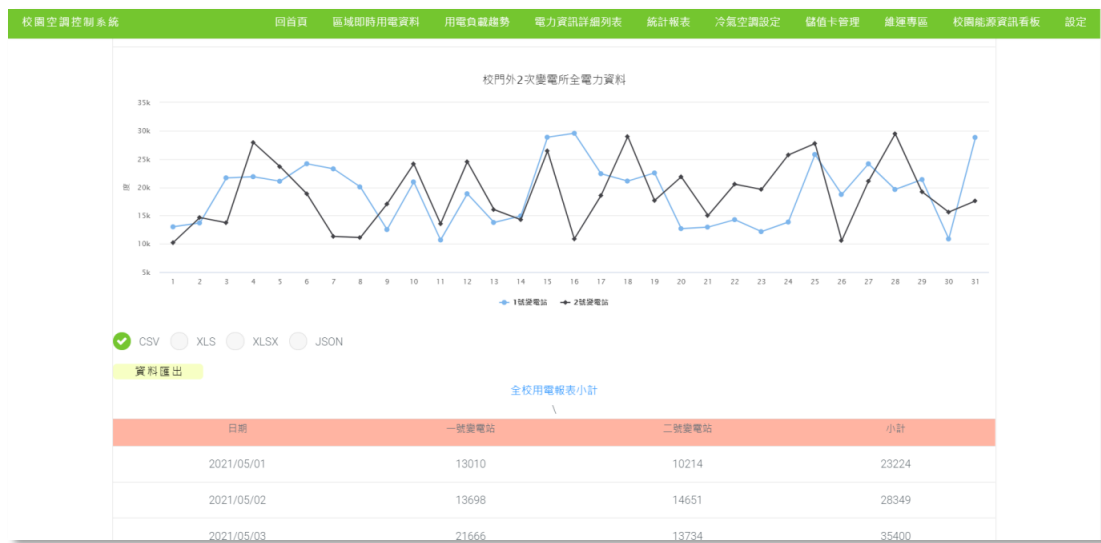 校園空調控制系統 回首頁 區域即時用電資料 用電負載趨勢 電力資訊詳細列表 統計報表 冷氣空調設定 儲值卡管理 維運專區 校園能源資訊看板 設定
校門外2次變電所全電力資料
35k
30k
25k
度 20k
15k
10k
5k
1 2 3 4 5 6 7 8 9 10 11 12 13 14 15 16 17 18 19 20 21 22 23 24 25 26 27 28 29 30 31
1號變電站 2號變電站
CSV XLS XLSX JSON
資料匯出
全校用電報表小計
\
日期 一號變電站 二號變電站 小計
2021/05/01 13010 10214 23224
2021/05/02 13698 14651 28349
2021/05/03 21666 13734 35400